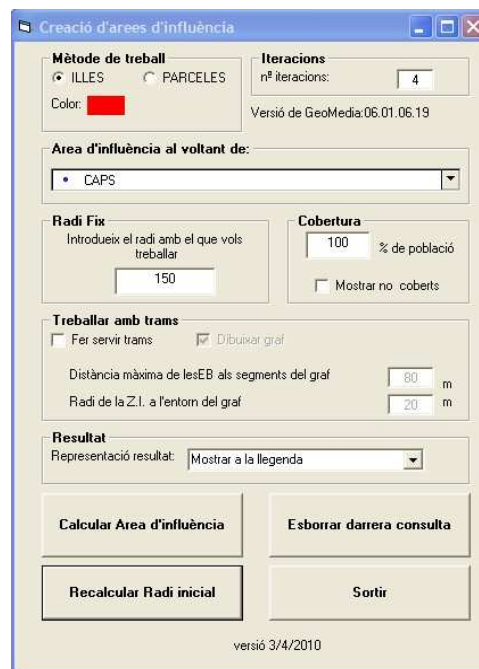 Creació d'arees d'influència
Mètode de treball
ILLES PARCELES
Color:
Iteracions
nº iteracions: 4
Versió de GeoMedia:06.01.06.19
Area d'influència al voltant de:
CAPS
Radi Fix
Introdueix el radi amb el que vols
treballar
150
Cobertura
100 % de població
Mostrar no coberts
Treballar amb trams
Fer servir trams Dibuixar graf
Distància màxima de lesEB als segments del graf 80 m
Radi de la Z.I. a l'entorn del graf 20 m
Resultat
Representació resultat: Mostrar a la llegenda
Calcular Area d'influència Esborrar darrera consulta
Recalcular Radi inicial Sortir
versió 3/4/2010